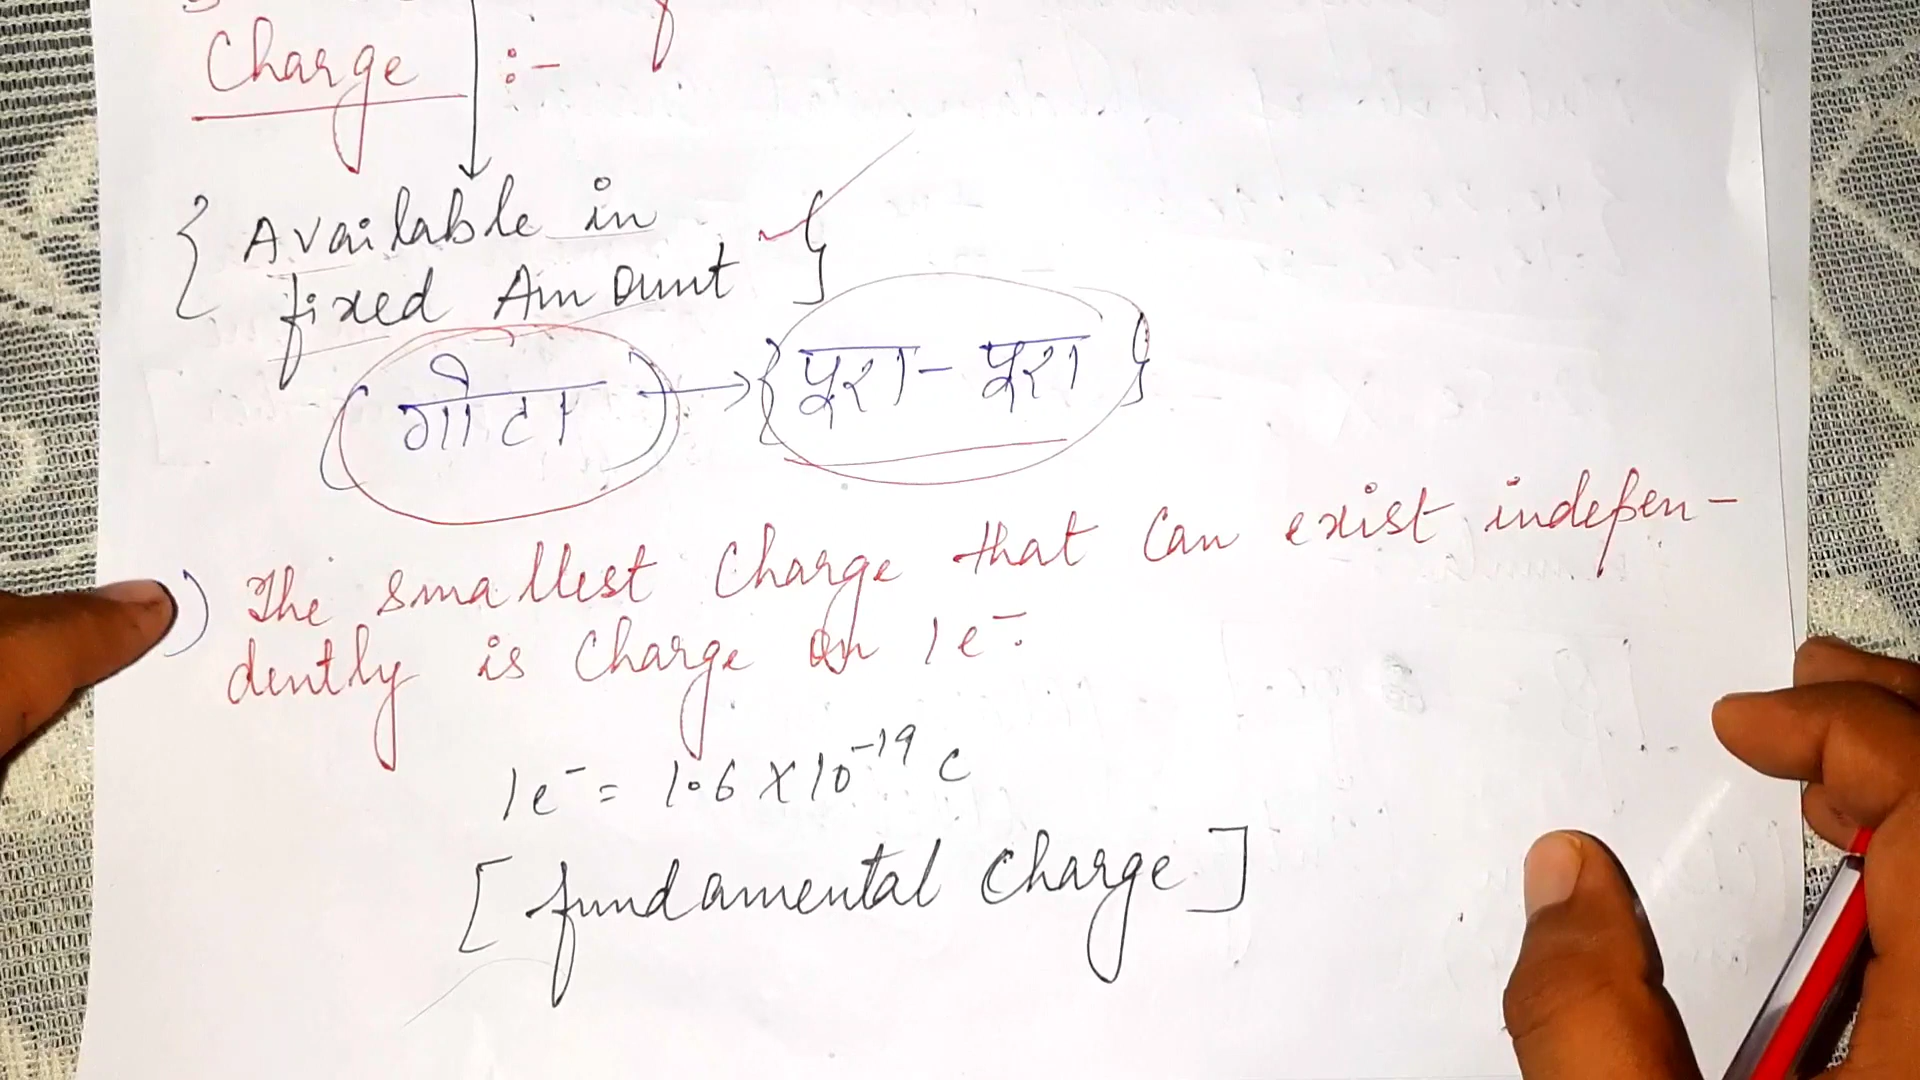 Charge :-
{ Available in
fixed Amount }
( गोटा ) → { पूरा - पूरा }
) The smallest Charge that Can exist indepen-
dently is Charge on 1e⁻.
1e⁻ = 1.6 X 10⁻¹⁹ C
[ fundamental Charge ]